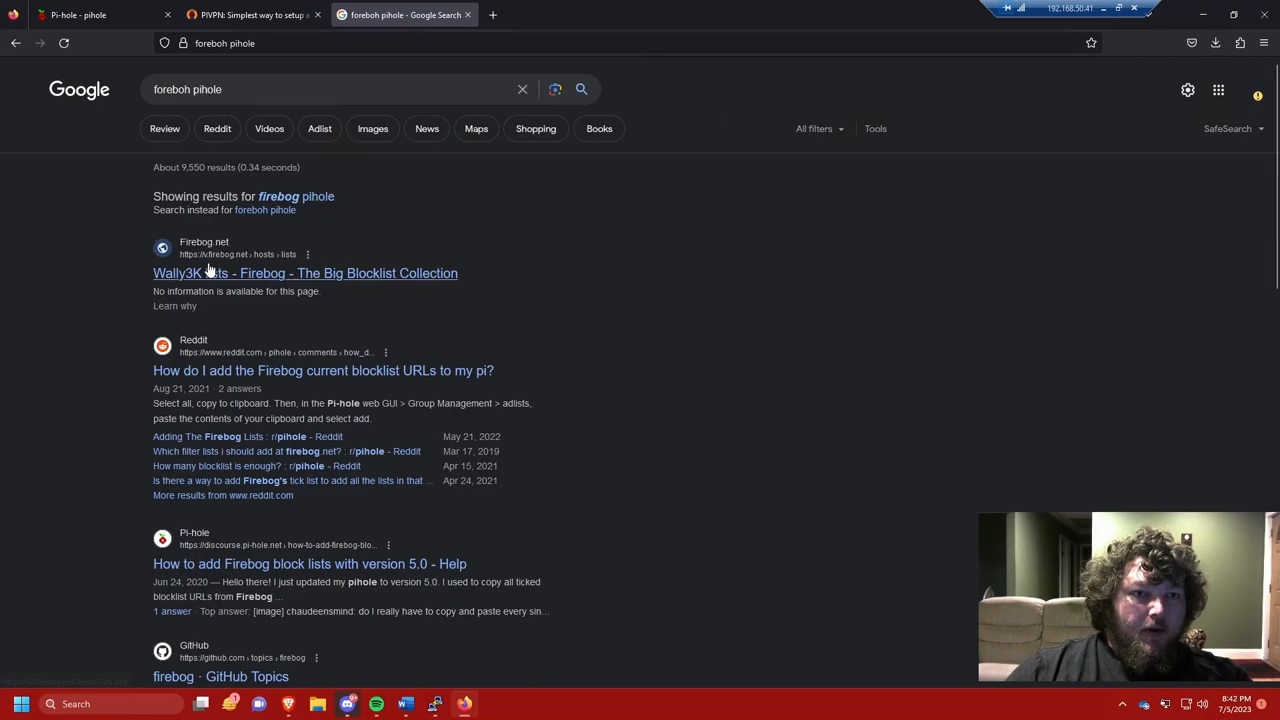 Pi-hole - pihole
PIVPN: Simplest way to setup a
foreboh pihole - Google Search
192.168.50.41
foreboh pihole
Google
foreboh pihole
Review
Reddit
Videos
Adlist
Images
News
Maps
Shopping
Books
All filters
Tools
SafeSearch
About 9,550 results (0.34 seconds)
Showing results for firebog pihole
Search instead for foreboh pihole
Firebog.net
https://v.firebog.net › hosts › lists
Wally3K lists - Firebog - The Big Blocklist Collection
No information is available for this page.
Learn why
Reddit
https://www.reddit.com › pihole › comments › how_d...
How do I add the Firebog current blocklist URLs to my pi?
Aug 21, 2021 · 2 answers
Select all, copy to clipboard. Then, in the Pi-hole web GUI > Group Management > adlists,
paste the contents of your clipboard and select add.
Adding The Firebog Lists : r/pihole - Reddit May 21, 2022
Which filter lists i should add at firebog.net? : r/pihole - Reddit Mar 17, 2019
How many blocklist is enough? : r/pihole - Reddit Apr 15, 2021
Is there a way to add Firebog's tick list to add all the lists in that ... Apr 24, 2021
More results from www.reddit.com
Pi-hole
https://discourse.pi-hole.net › how-to-add-firebog-blo...
How to add Firebog block lists with version 5.0 - Help
Jun 24, 2020 — Hello there! I just updated my pihole to version 5.0. I used to copy all ticked
blocklist URLs from Firebog ...
1 answer · Top answer: [image] chaudeensmind: do I really have to copy and paste every sin...
GitHub
https://github.com › topics › firebog
firebog · GitHub Topics
Search
8:42 PM
7/5/2023